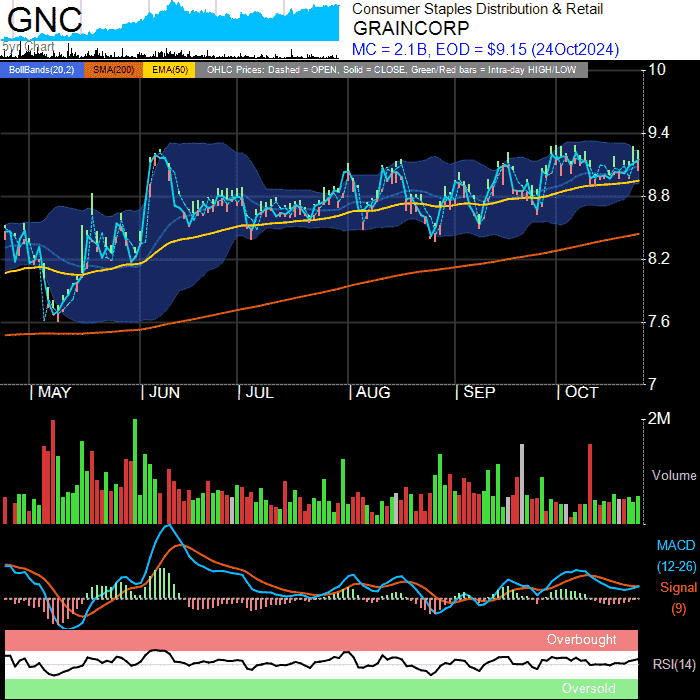 GNC
5yr Chart
Consumer Staples Distribution & Retail
GRAINCORP
MC = 2.1B, EOD = $9.15 (24Oct2024)
BollBands(20,2) SMA(200) EMA(50) OHLC Prices: Dashed = OPEN, Solid = CLOSE, Green/Red bars = Intra-day HIGH/LOW
10
9.4
8.8
8.2
7.6
7
MAY JUN JUL AUG SEP OCT
2M
Volume
MACD
(12-26)
Signal
(9)
Overbought
RSI(14)
Oversold